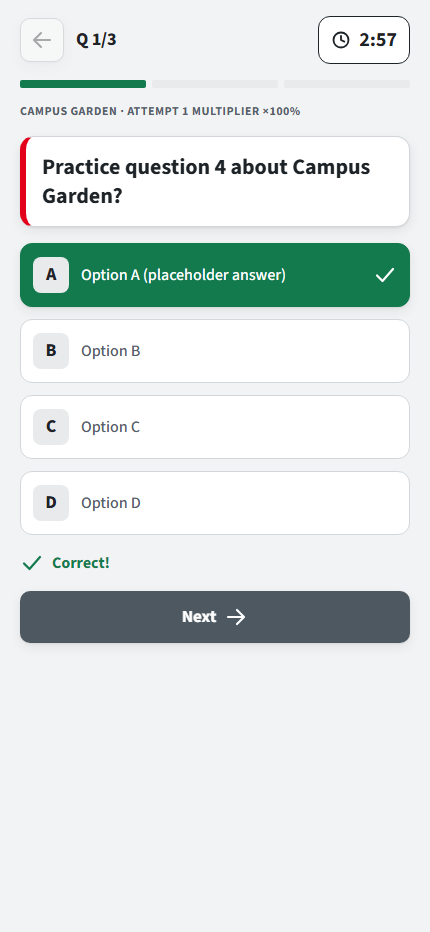 Q 1/3
2:57
CAMPUS GARDEN · ATTEMPT 1 MULTIPLIER ×100%
Practice question 4 about Campus
Garden?
A Option A (placeholder answer)
B Option B
C Option C
D Option D
Correct!
Next